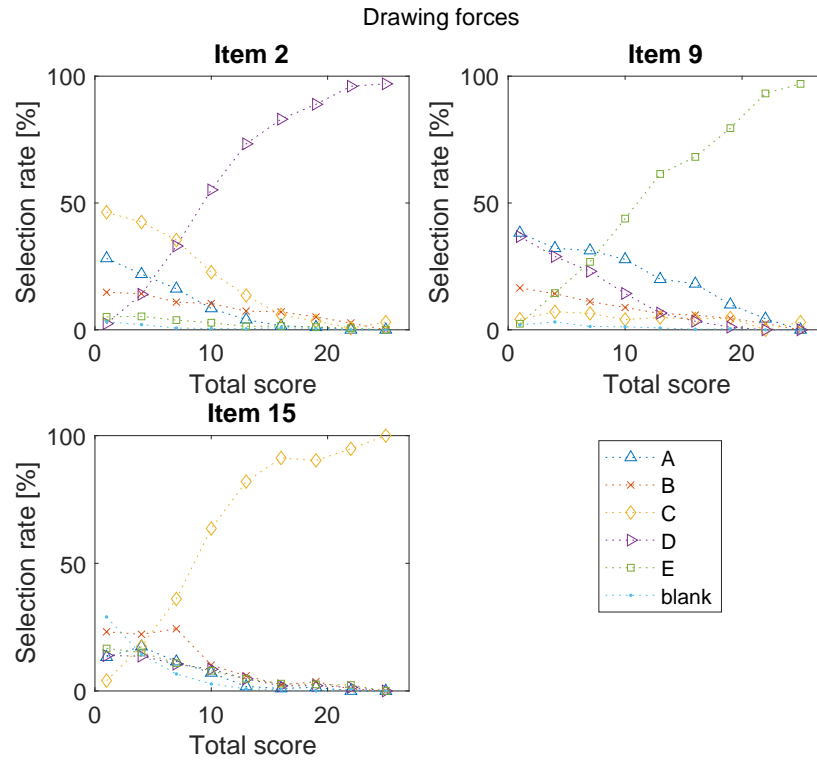 Drawing forces
Item 2
100
50
0
0 10 20
Selection rate [%]
Total score
Item 9
100
50
0
0 10 20
Selection rate [%]
Total score
Item 15
100
50
0
0 10 20
Selection rate [%]
Total score
A
B
C
D
E
blank